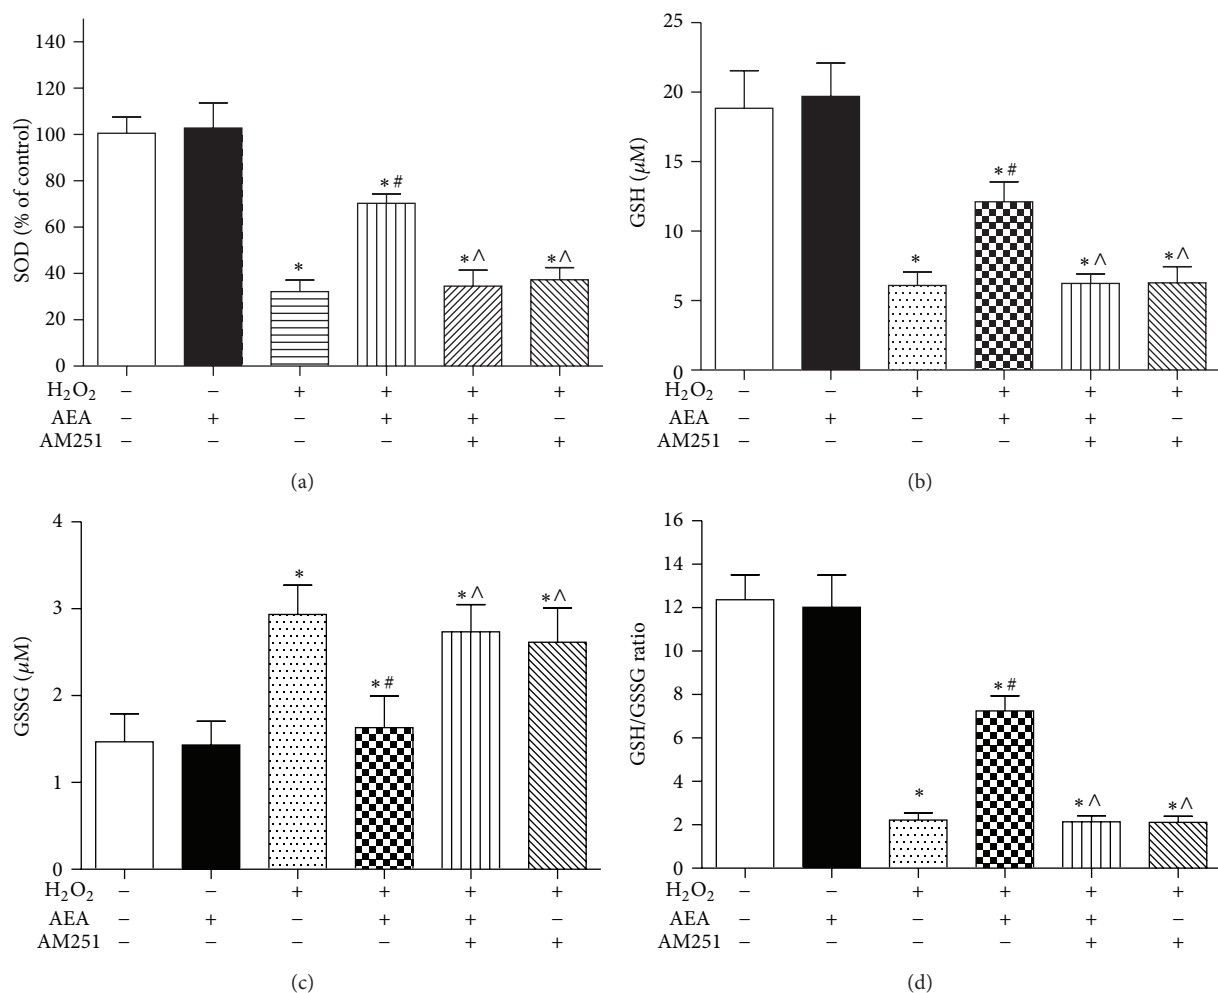 SOD (% of control)
140
120
100
80
60
40
20
0
*
*#
*^
*^
H₂O₂ − − + + + +
AEA − + − + + −
AM251 − − − − + +
(a)
GSH (μM)
25
20
15
10
5
0
*
*#
*^
*^
H₂O₂ − − + + + +
AEA − + − + + −
AM251 − − − − + +
(b)
GSSG (μM)
4
3
2
1
0
*
*#
*^
*^
H₂O₂ − − + + + +
AEA − + − + + −
AM251 − − − − + +
(c)
GSH/GSSG ratio
16
14
12
10
8
6
4
2
0
*
*#
*^
*^
H₂O₂ − − + + + +
AEA − + − + + −
AM251 − − − − + +
(d)